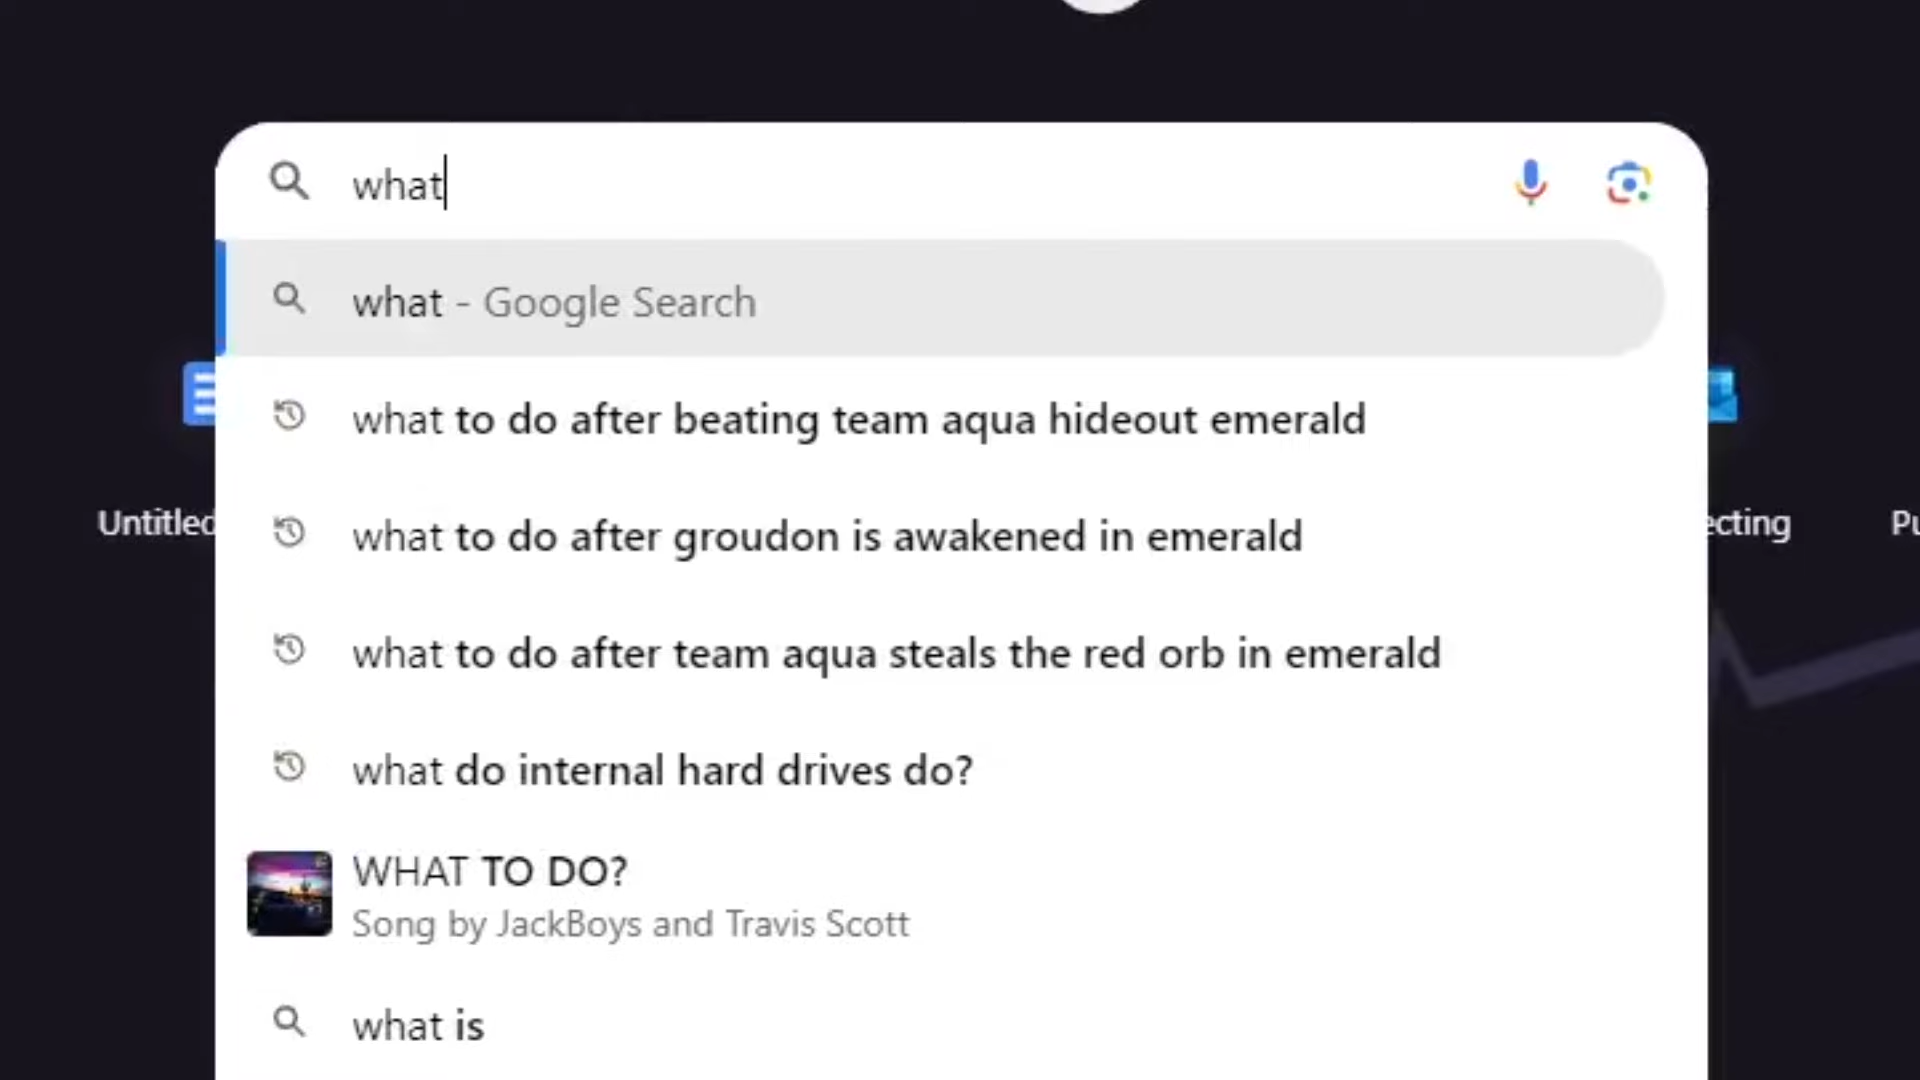 what
what - Google Search
what to do after beating team aqua hideout emerald
Untitled
what to do after groudon is awakened in emerald
ecting
Pu
what to do after team aqua steals the red orb in emerald
what do internal hard drives do?
WHAT TO DO?
Song by JackBoys and Travis Scott
what is